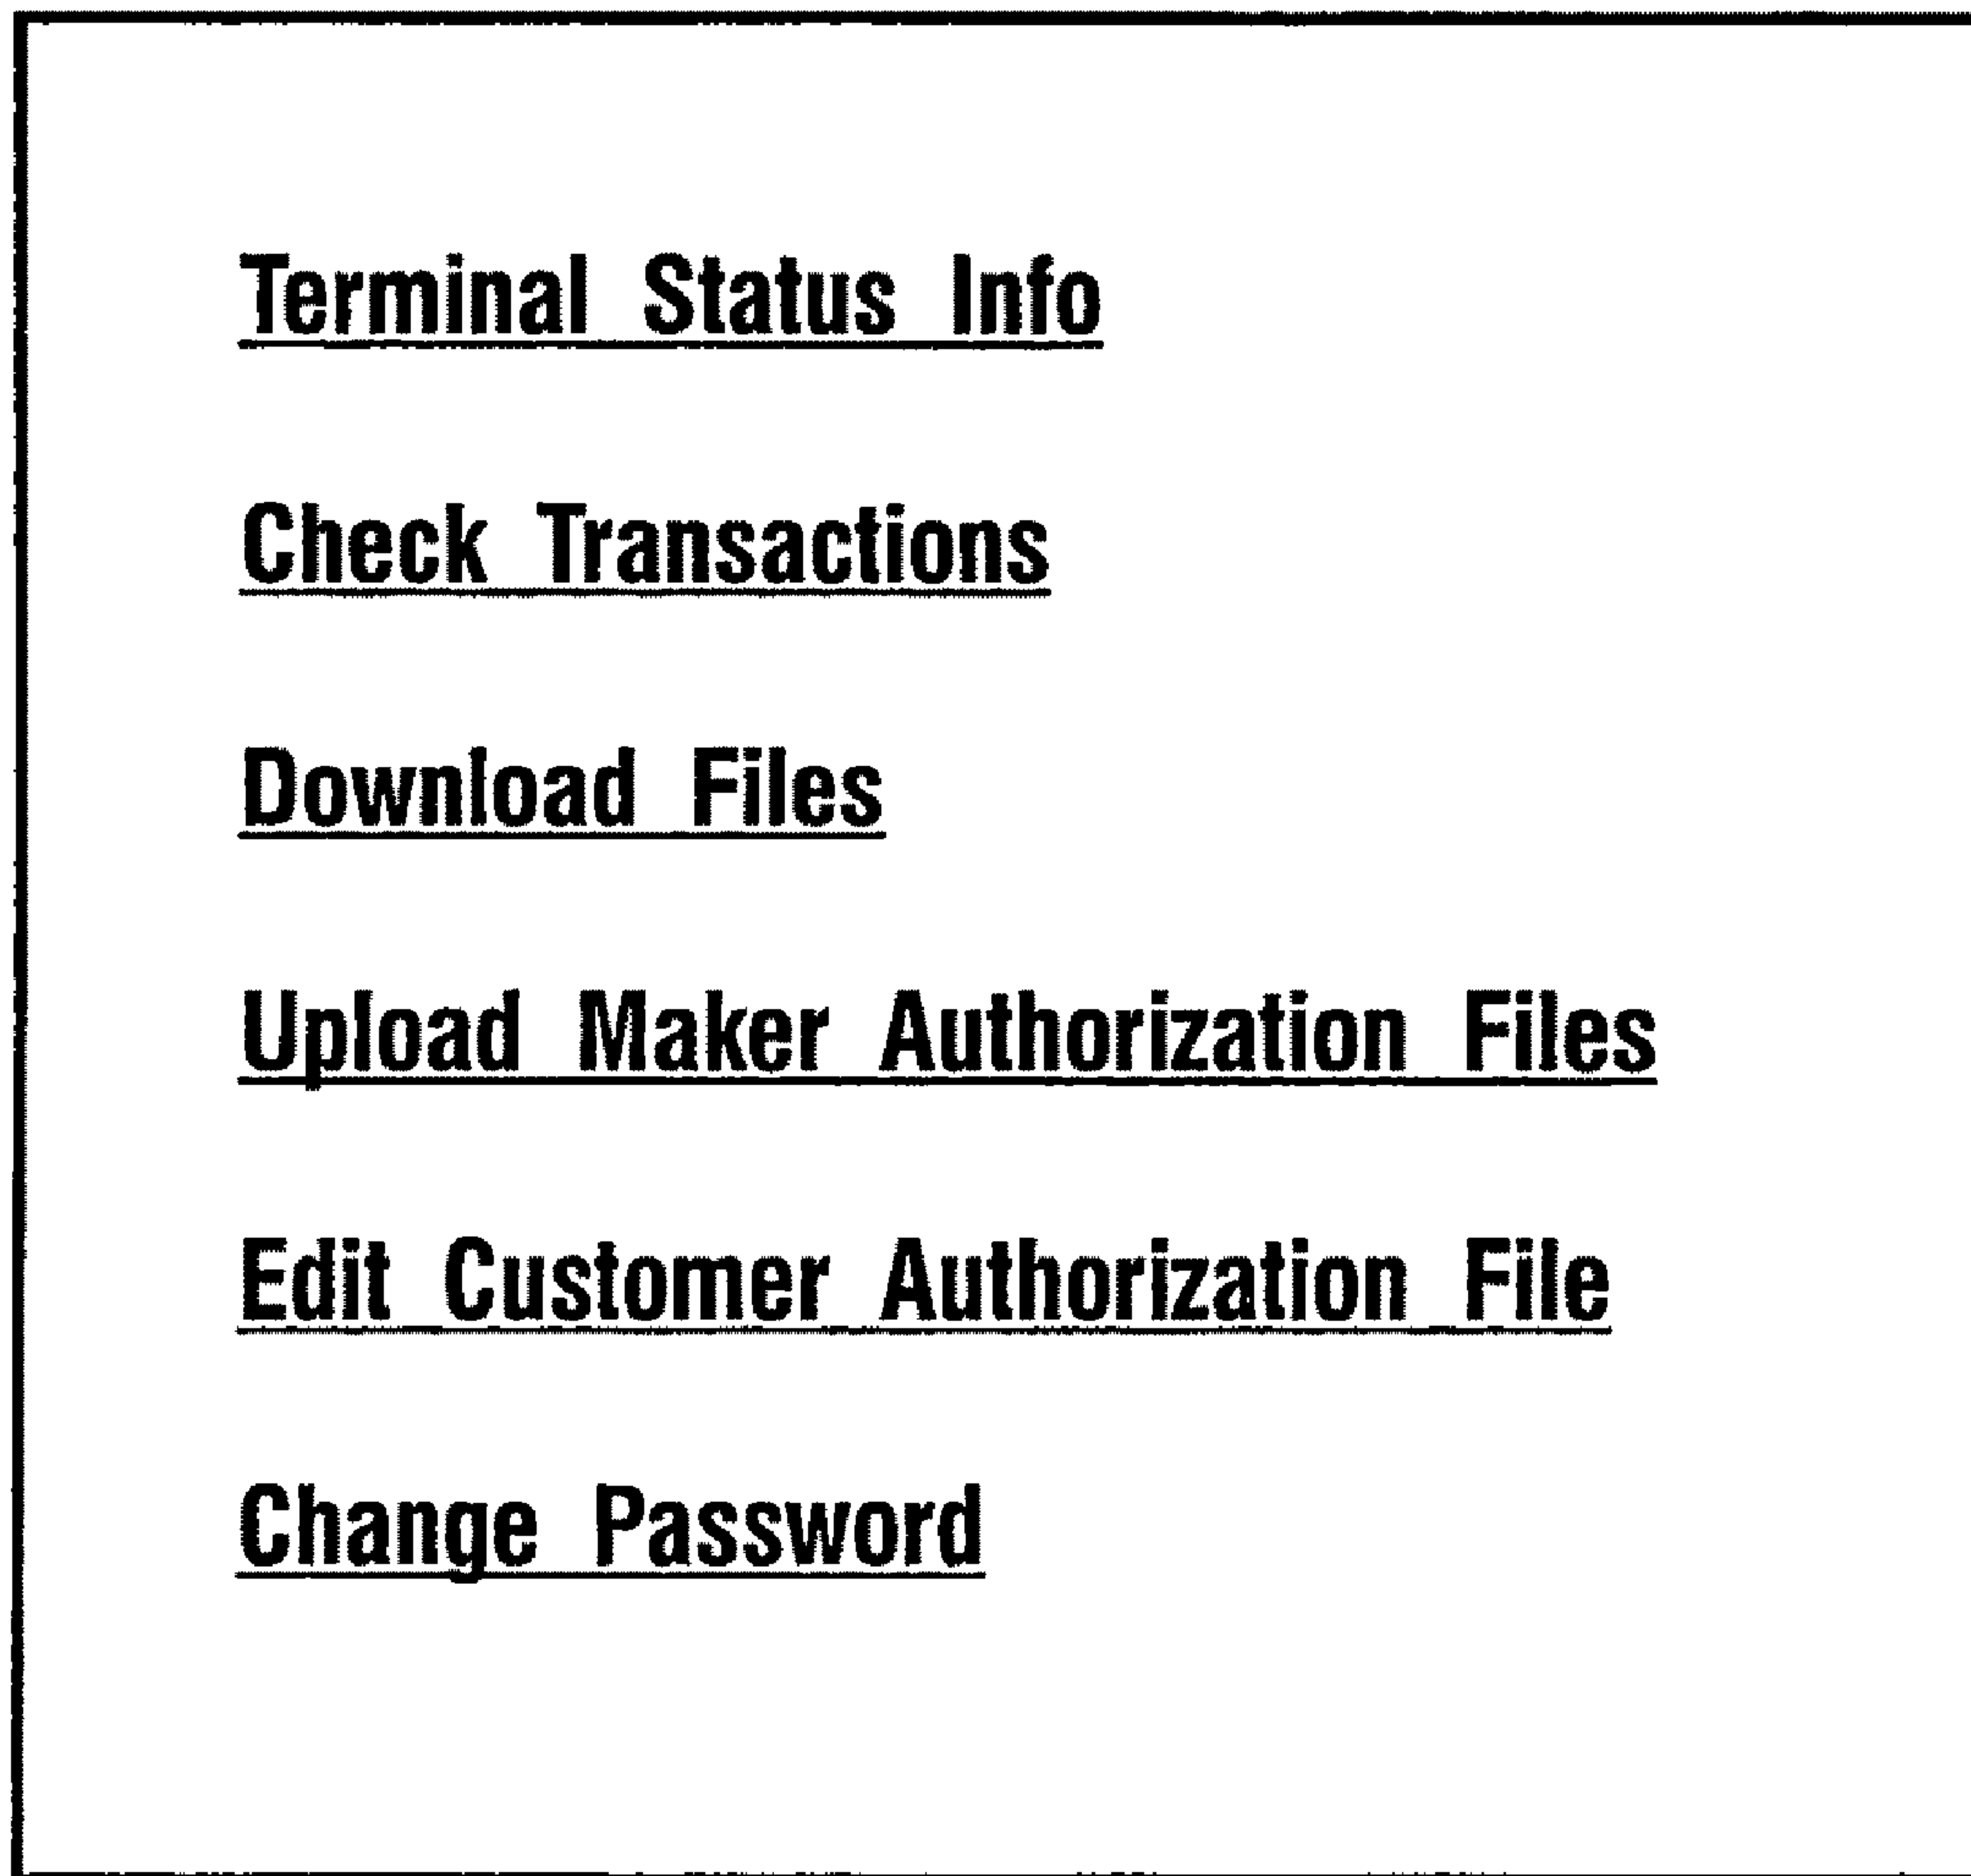 Terminal Status Info
Check Transactions
Download Files
Upload Maker Authorization Files
Edit Customer Authorization File
Change Password